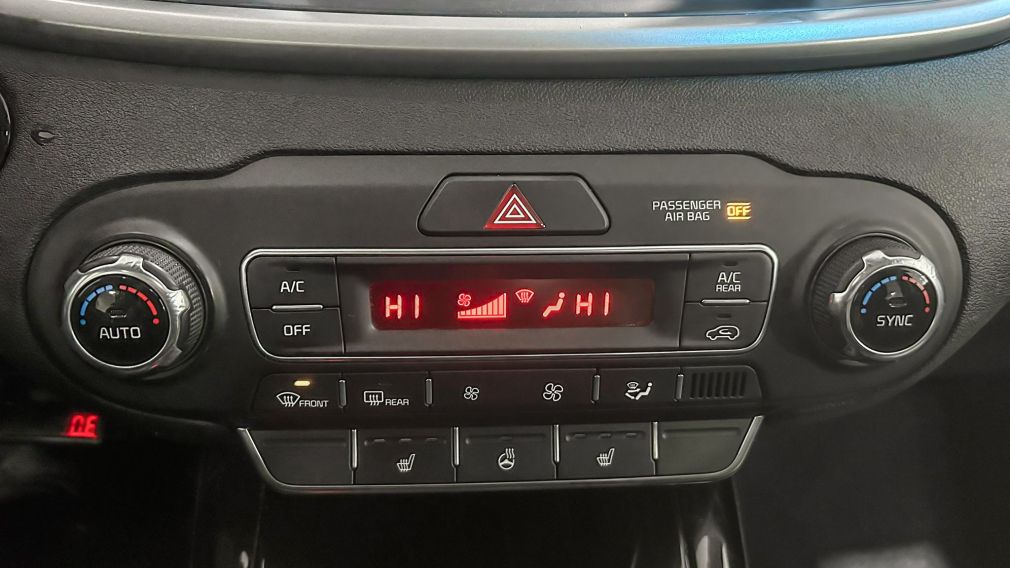 PASSENGER
AIR BAG OFF
A/C
OFF
HI
HI
A/C
REAR
AUTO
SYNC
FRONT
REAR